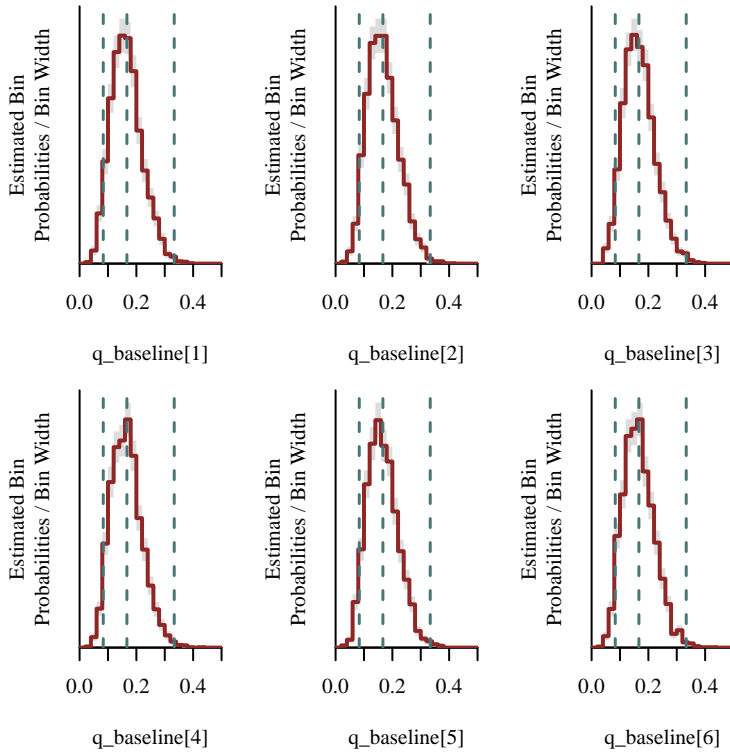 Estimated Bin
Probabilities / Bin Width
0.0 0.2 0.4
q_baseline[1]
Estimated Bin
Probabilities / Bin Width
0.0 0.2 0.4
q_baseline[2]
Estimated Bin
Probabilities / Bin Width
0.0 0.2 0.4
q_baseline[3]
Estimated Bin
Probabilities / Bin Width
0.0 0.2 0.4
q_baseline[4]
Estimated Bin
Probabilities / Bin Width
0.0 0.2 0.4
q_baseline[5]
Estimated Bin
Probabilities / Bin Width
0.0 0.2 0.4
q_baseline[6]